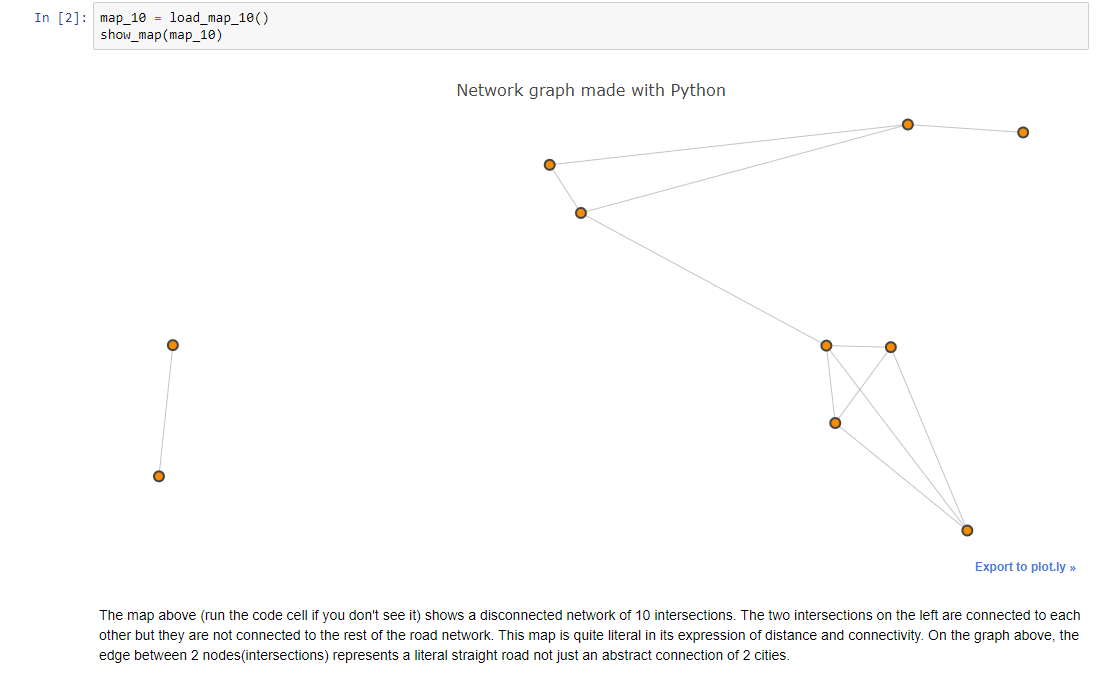 In [2]: map_10 = load_map_10()
show_map(map_10)
Network graph made with Python
Export to plot.ly »
The map above (run the code cell if you don't see it) shows a disconnected network of 10 intersections. The two intersections on the left are connected to each
other but they are not connected to the rest of the road network. This map is quite literal in its expression of distance and connectivity. On the graph above, the
edge between 2 nodes(intersections) represents a literal straight road not just an abstract connection of 2 cities.